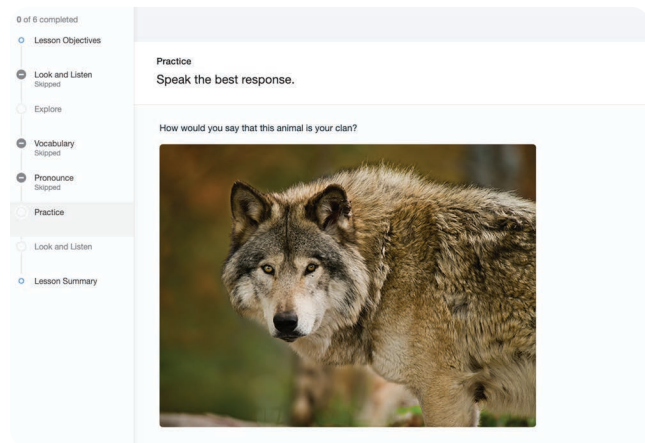 0 of 6 completed
Lesson Objectives
Look and Listen
Skipped
Explore
Vocabulary
Skipped
Pronounce
Skipped
Practice
Look and Listen
Lesson Summary
Practice
Speak the best response.
How would you say that this animal is your clan?